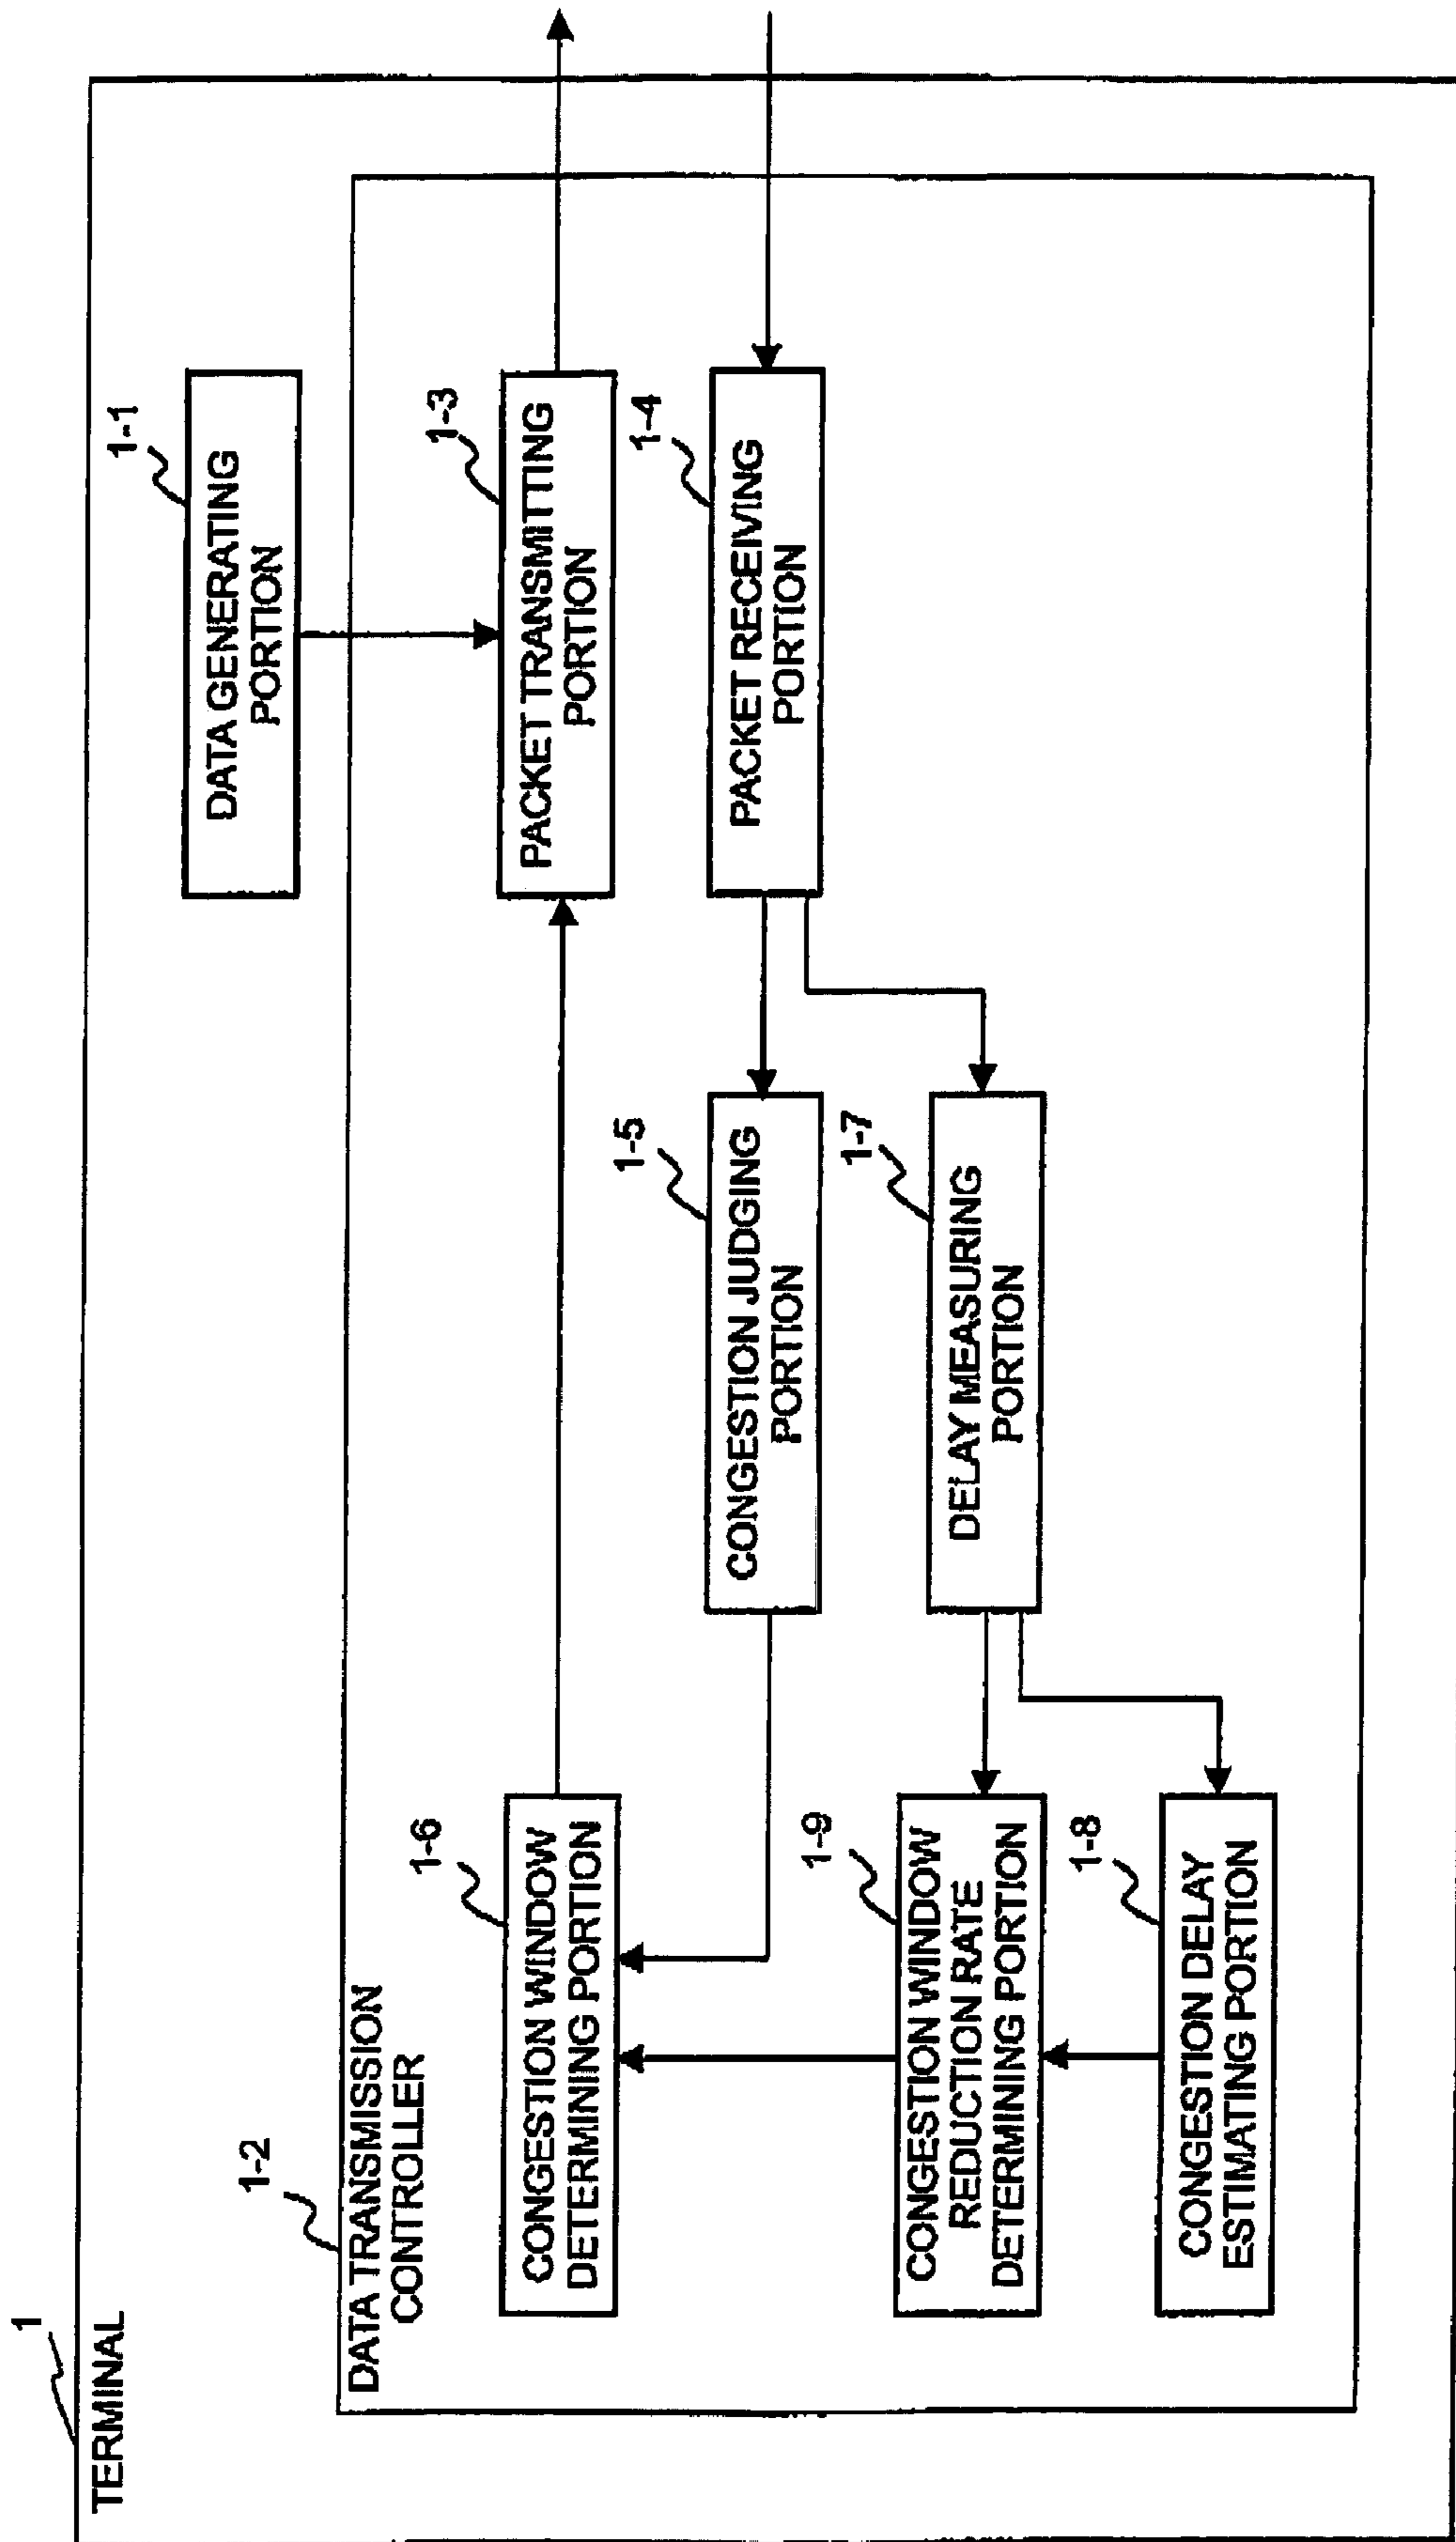 1
TERMINAL
1-2
DATA TRANSMISSION
CONTROLLER
1-1
DATA GENERATING
PORTION
1-6
CONGESTION WINDOW
DETERMINING PORTION
1-3
PACKET TRANSMITTING
PORTION
1-5
CONGESTION JUDGING
PORTION
1-4
PACKET RECEIVING
PORTION
1-9
CONGESTION WINDOW
REDUCTION RATE
DETERMINING PORTION
1-7
DELAY MEASURING
PORTION
1-8
CONGESTION DELAY
ESTIMATING PORTION